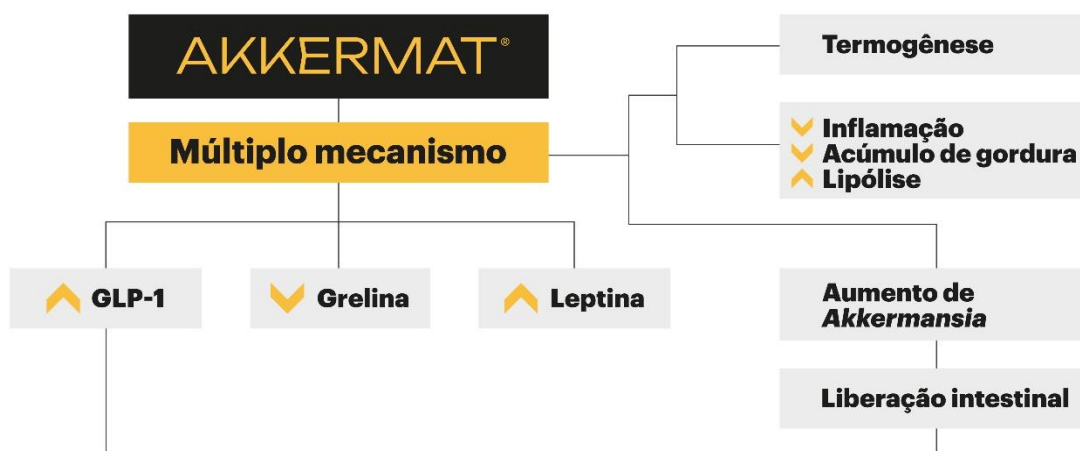 AKKERMAT®
Múltiplo mecanismo
GLP-1
Grelina
Leptina
Termogênese
Inflamação
Acúmulo de gordura
Lipólise
Aumento de
Akkermansia
Liberação intestinal